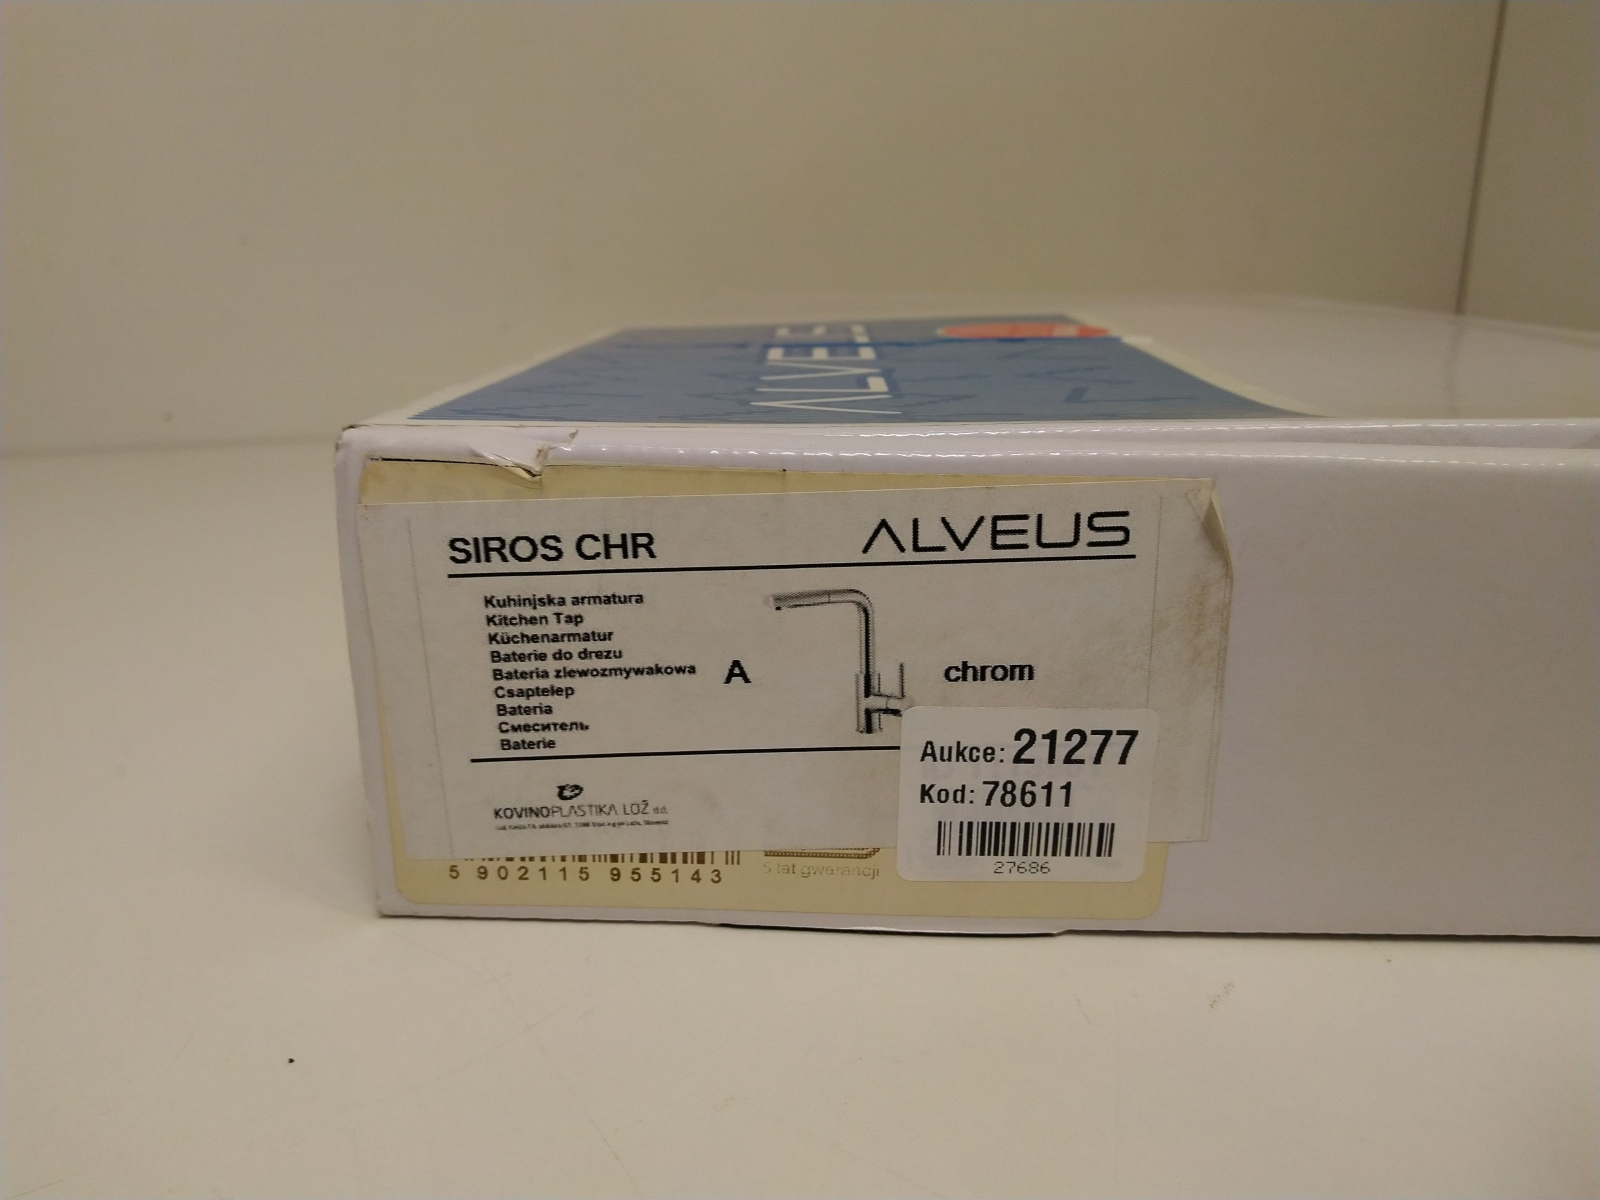 ALVEUS
SIROS CHR
ALVEUS
Kuhinjska armatura
Kitchen Tap
Küchenarmatur
Baterie do drezu
Bateria zlewozmywakowa
Csaptelep
Bateria
Смеситель
Baterie
A
chrom
Aukce: 21277
Kod: 78611
27686
KOVINOPLASTIKA LOŽ d.d.
5 902115 955143
5 lat gwarancji